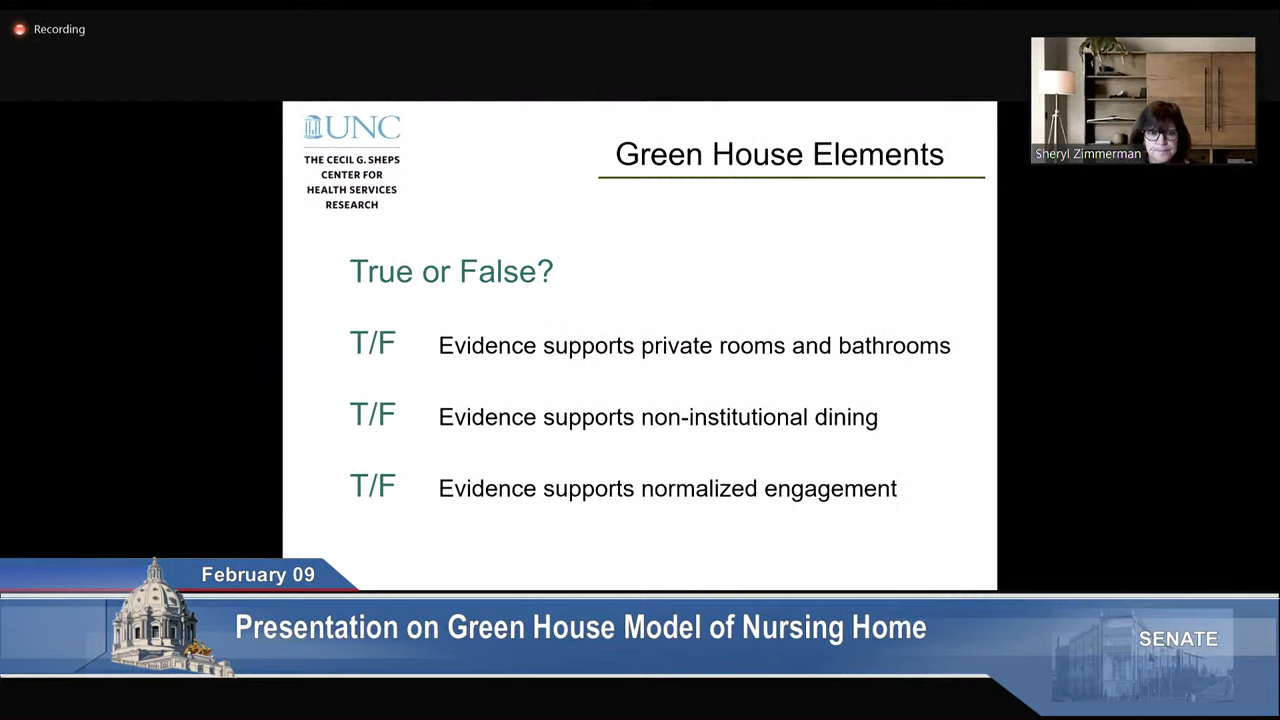 Recording
Sheryl Zimmerman
UNC
THE CECIL G. SHEPS
CENTER FOR
HEALTH SERVICES
RESEARCH
Green House Elements
True or False?
T/F Evidence supports private rooms and bathrooms
T/F Evidence supports non-institutional dining
T/F Evidence supports normalized engagement
February 09
Presentation on Green House Model of Nursing Home
SENATE